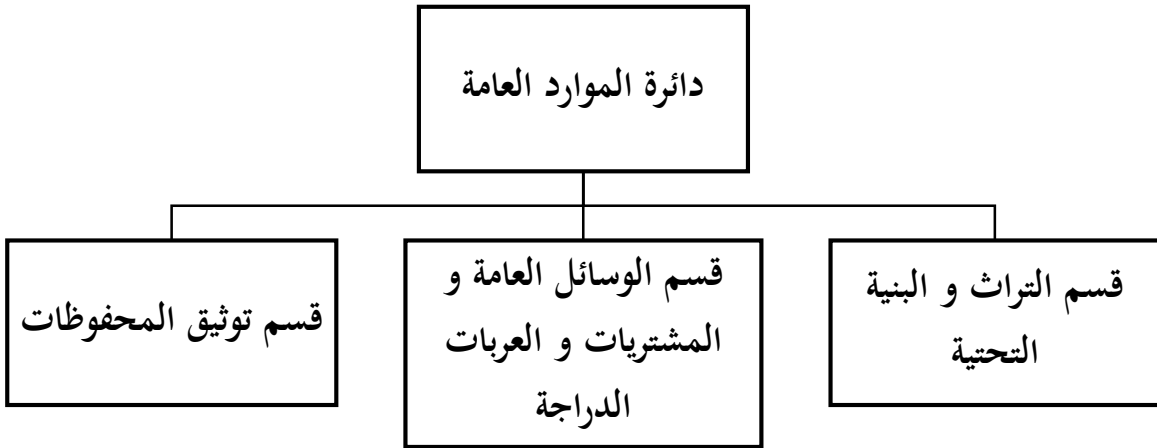 دائرة الموارد العامة
قسم التراث و البنية
التحتية
قسم الوسائل العامة و
المشتريات و العربات
الدراجة
قسم توثيق المحفوظات